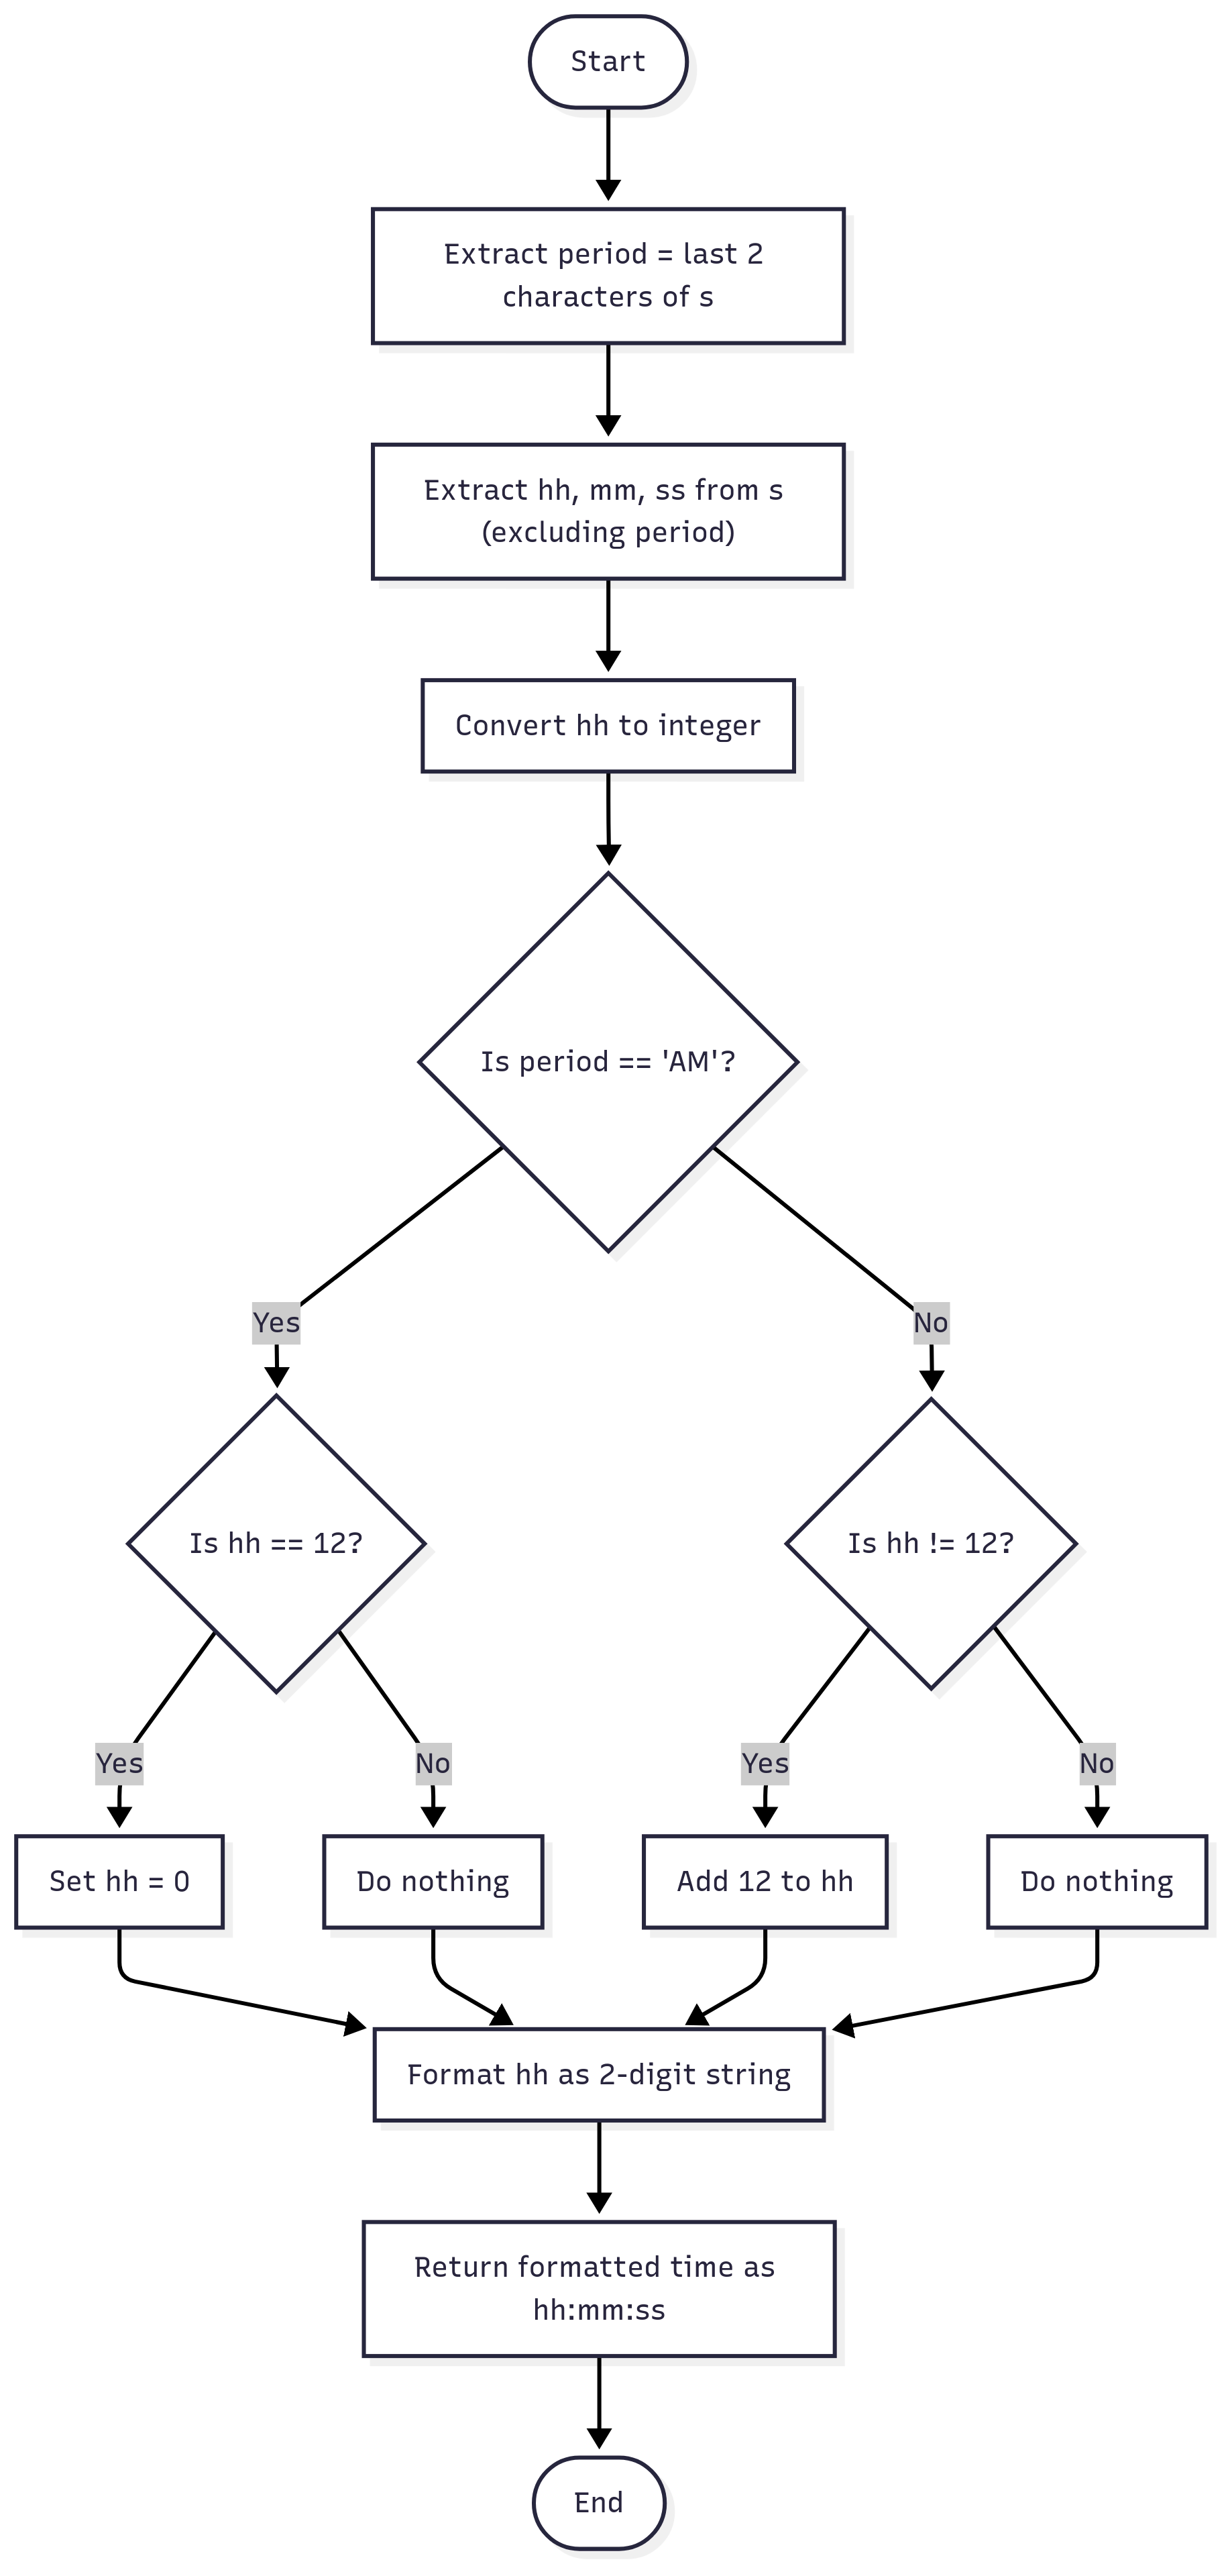 Start
Extract period = last 2
characters of s
Extract hh, mm, ss from s
(excluding period)
Convert hh to integer
Is period == 'AM'?
Yes
No
Is hh == 12?
Is hh != 12?
Yes
No
Yes
No
Set hh = 0
Do nothing
Add 12 to hh
Do nothing
Format hh as 2-digit string
Return formatted time as
hh:mm:ss
End